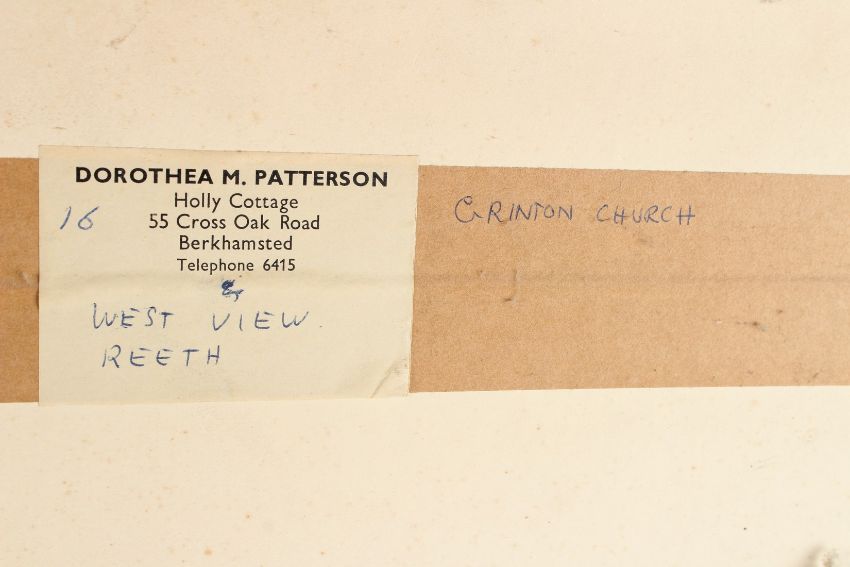 DOROTHEA M. PATTERSON
Holly Cottage
16 55 Cross Oak Road
Berkhamsted
Telephone 6415
&
WEST VIEW
REETH
GRINTON CHURCH